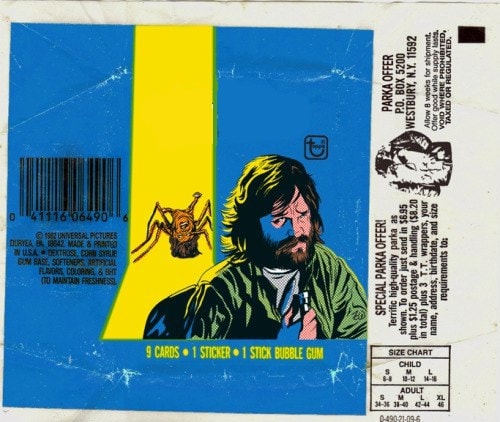 0 41116 06490 6
© 1982 UNIVERSAL PICTURES
DURYEA, PA. 18642. MADE & PRINTED
IN U.S.A. • DEXTROSE, CORN SYRUP,
GUM BASE, SOFTENERS, ARTIFICIAL
FLAVORS, COLORING, & BHT
(TO MAINTAIN FRESHNESS).
9 CARDS • 1 STICKER • 1 STICK BUBBLE GUM
SPECIAL PARKA OFFER!
Terrific high-quality parka as
shown. To order just send in $6.95
plus $1.25 postage & handling ($8.20
in total) plus 3 T.T. wrappers, your
name, address, birthdate, and size
requirements to:
PARKA OFFER
P.O. BOX 5200
WESTBURY, N.Y. 11592
Allow 8 weeks for shipment.
Offer good while supply lasts.
VOID WHERE PROHIBITED,
TAXED OR REGULATED.
SIZE CHART
CHILD
S M L
6-8 10-12 14-16
ADULT
S M L XL
34-36 38-40 42-44 46
0-490-21-09-6